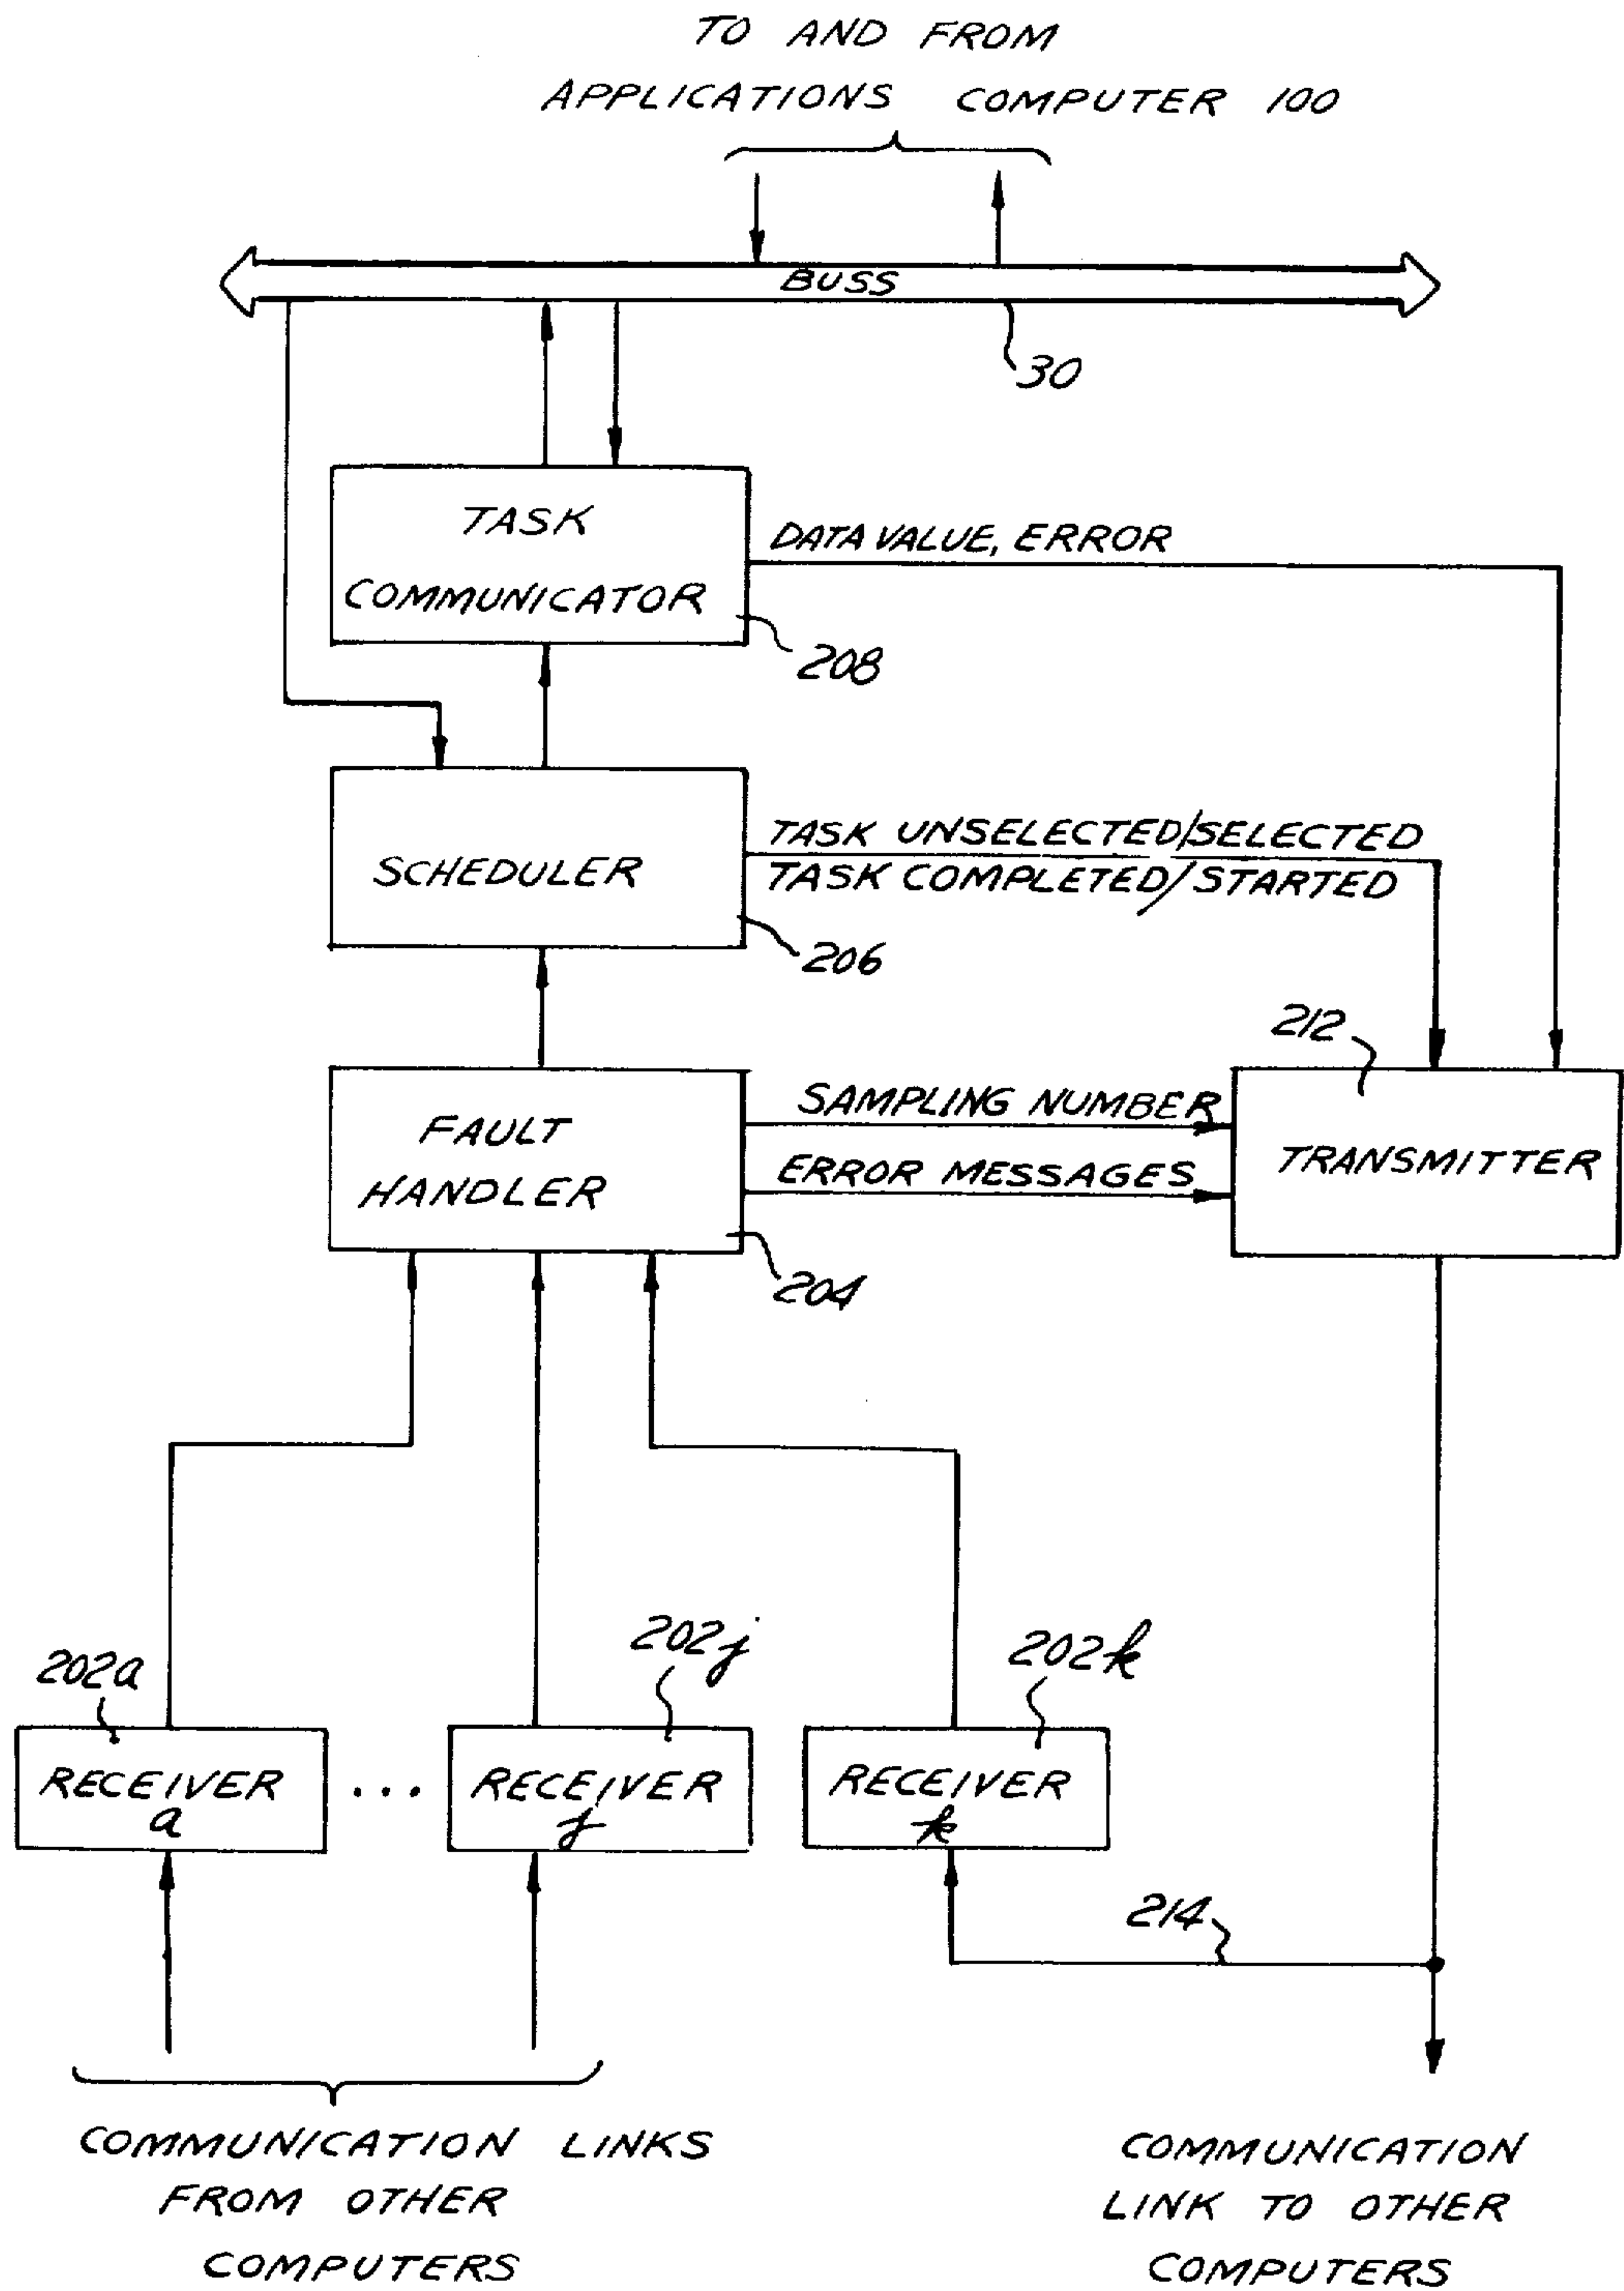 TO AND FROM
APPLICATIONS COMPUTER 100
BUSS
30
TASK
COMMUNICATOR
208
DATA VALUE, ERROR
SCHEDULER
206
TASK UNSELECTED/SELECTED
TASK COMPLETED/STARTED
FAULT
HANDLER
204
SAMPLING NUMBER
ERROR MESSAGES
212
TRANSMITTER
202a
202j
202k
RECEIVER
a
...
RECEIVER
j
RECEIVER
k
214
COMMUNICATION LINKS
FROM OTHER
COMPUTERS
COMMUNICATION
LINK TO OTHER
COMPUTERS